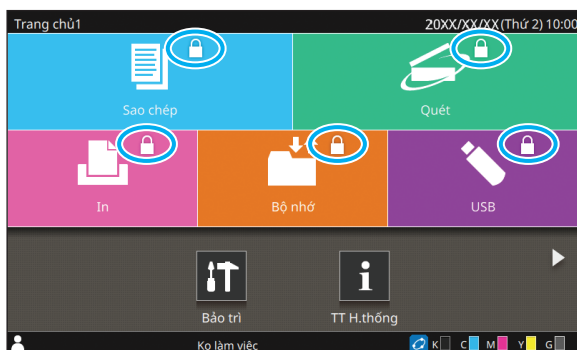 Trang chủ1 20XX/XX/XX(Thứ 2) 10:00
Sao chép Quét
In Bộ nhớ USB
Bảo trì TT H.thống
Ko làm việc K C M Y G